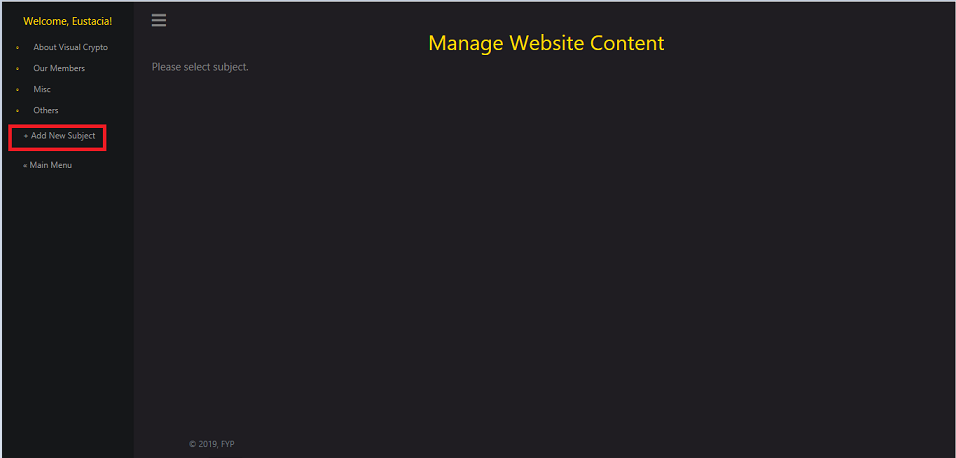 Welcome, Eustacia!
About Visual Crypto
Our Members
Misc
Others
+ Add New Subject
« Main Menu
Manage Website Content
Please select subject.
© 2019, FYP